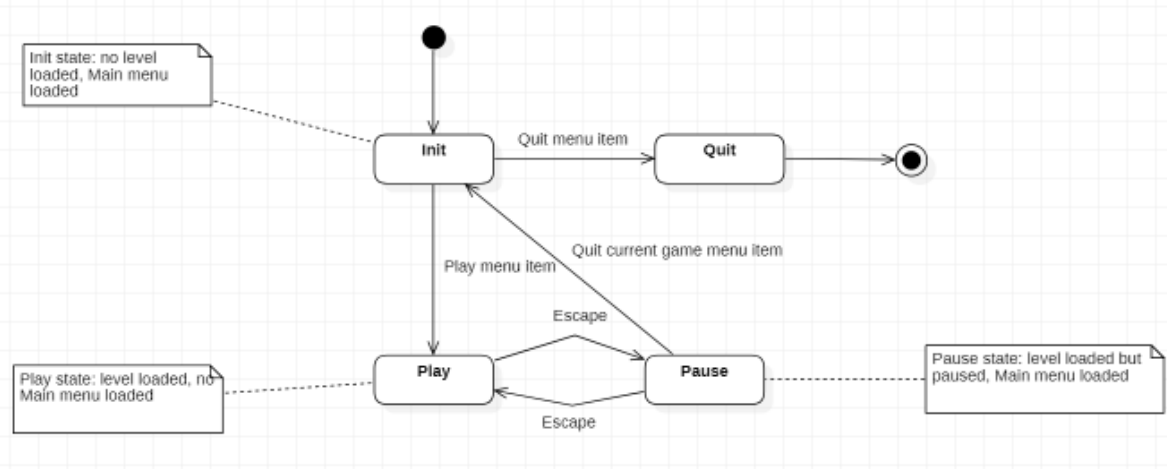 Init state: no level
loaded, Main menu
loaded
Init
Quit menu item
Quit
Quit current game menu item
Play menu item
Escape
Play state: level loaded, no
Main menu loaded
Play
Pause
Pause state: level loaded but
paused, Main menu loaded
Escape